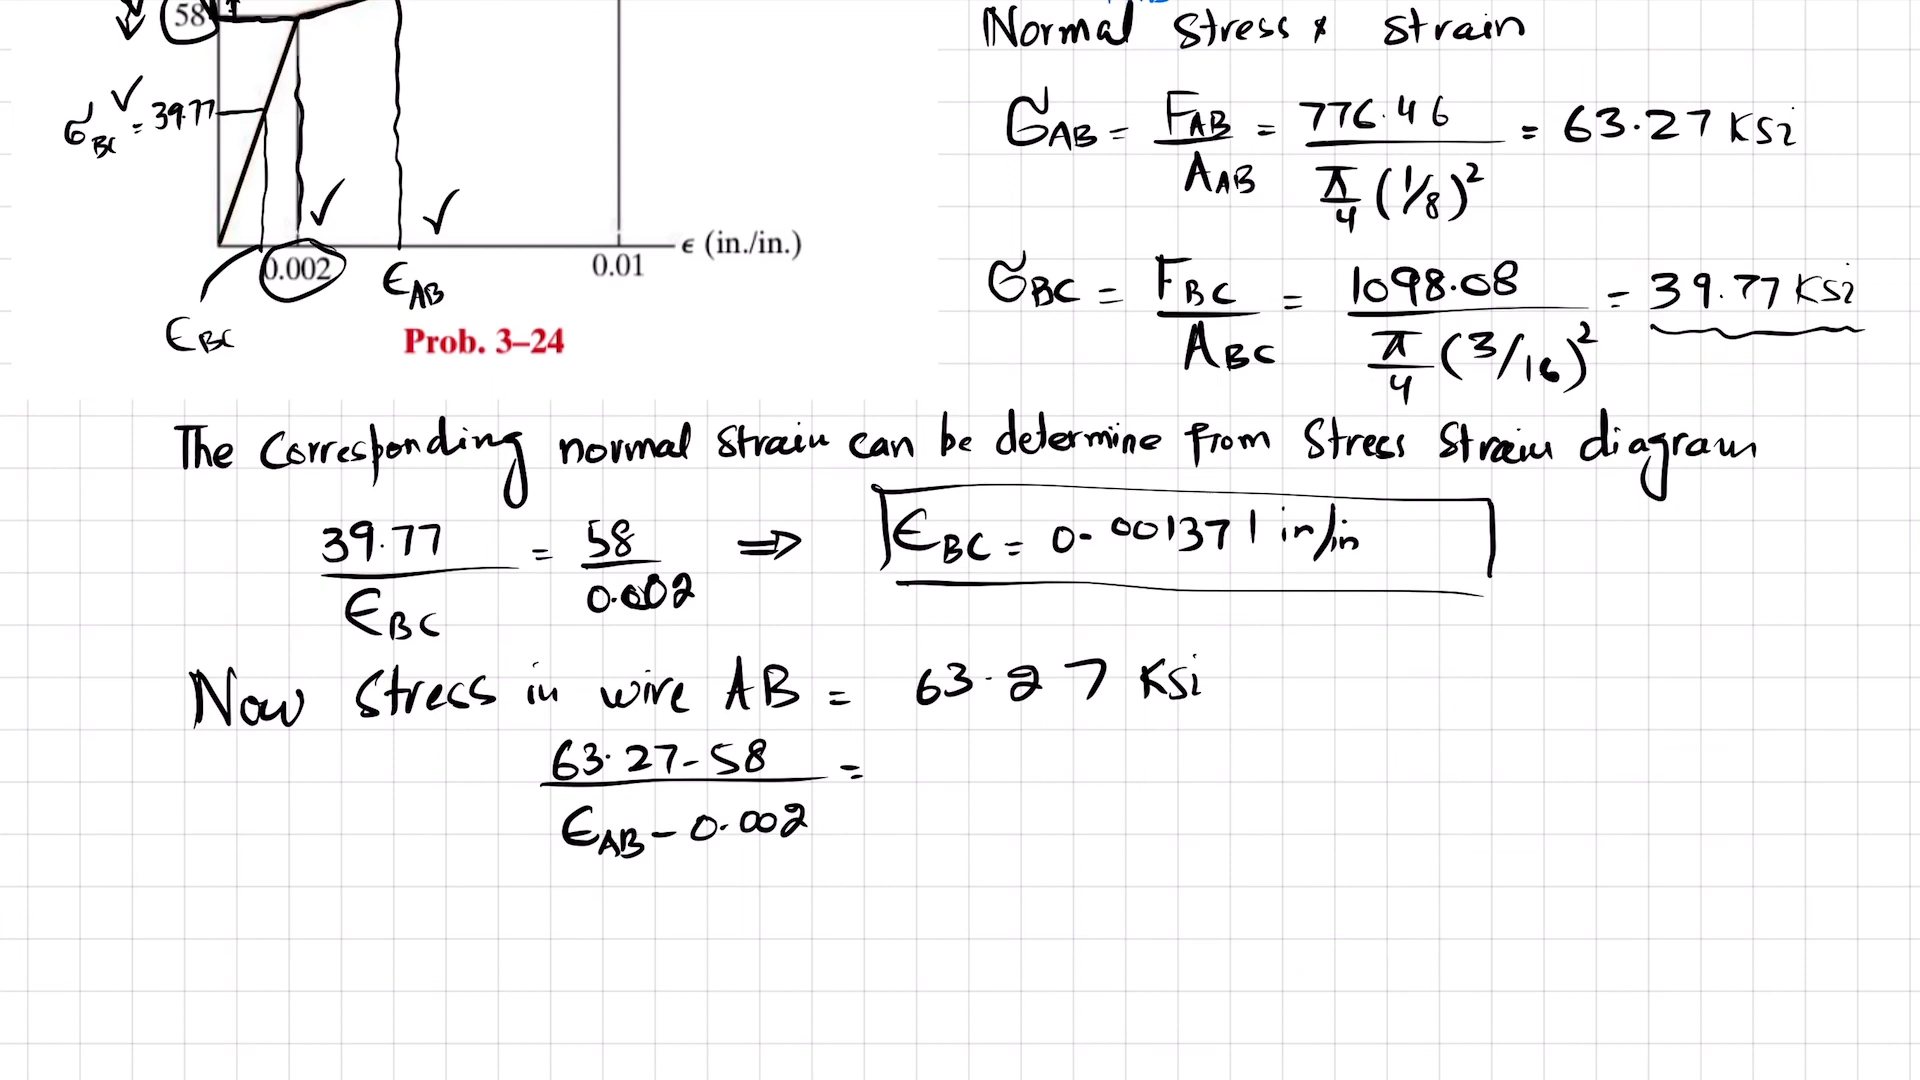 58
σBC = 39.77
0.002
0.01
ϵ (in./in.)
ϵBC
ϵAB
Prob. 3–24
Normal Stress & Strain
σAB = FAB / AAB = 776.46 / π/4 (1/8)² = 63.27 Ksi
σBC = FBC / ABC = 1098.08 / π/4 (3/16)² = 39.77 Ksi
The Corresponding normal Strain can be determine from Stress Strain diagram
39.77 / ϵBC = 58 / 0.002 ⇒ ϵBC = 0.001371 in/in
Now Stress in wire AB = 63.27 Ksi
63.27 - 58 / ϵAB - 0.002 =